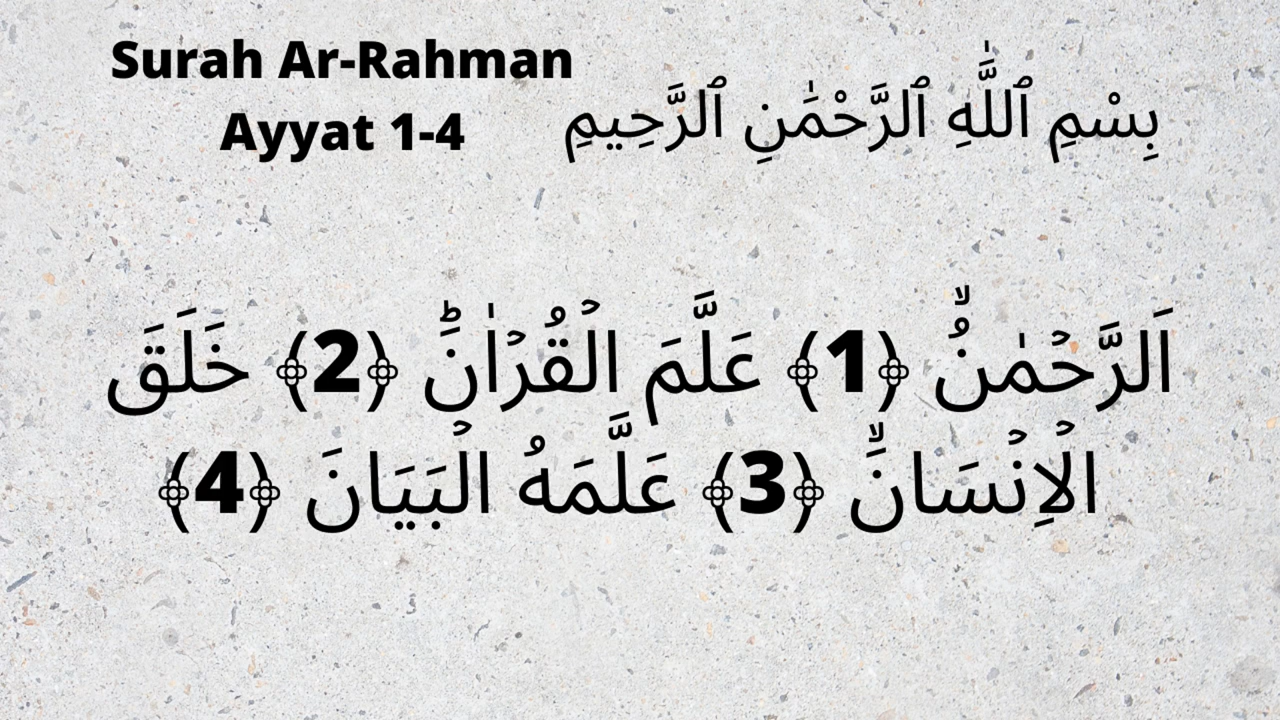 Surah Ar-Rahman
Ayyat 1-4
بِسْمِ ٱللَّٰهِ ٱلرَّحْمَٰنِ ٱلرَّحِيمِ
اَلرَّحۡمٰنُۙ ﴿1﴾ عَلَّمَ الۡقُرۡاٰنَؕ ﴿2﴾ خَلَقَ
الۡاِنۡسَانَۙ ﴿3﴾ عَلَّمَهُ الۡبَيَانَ ﴿4﴾